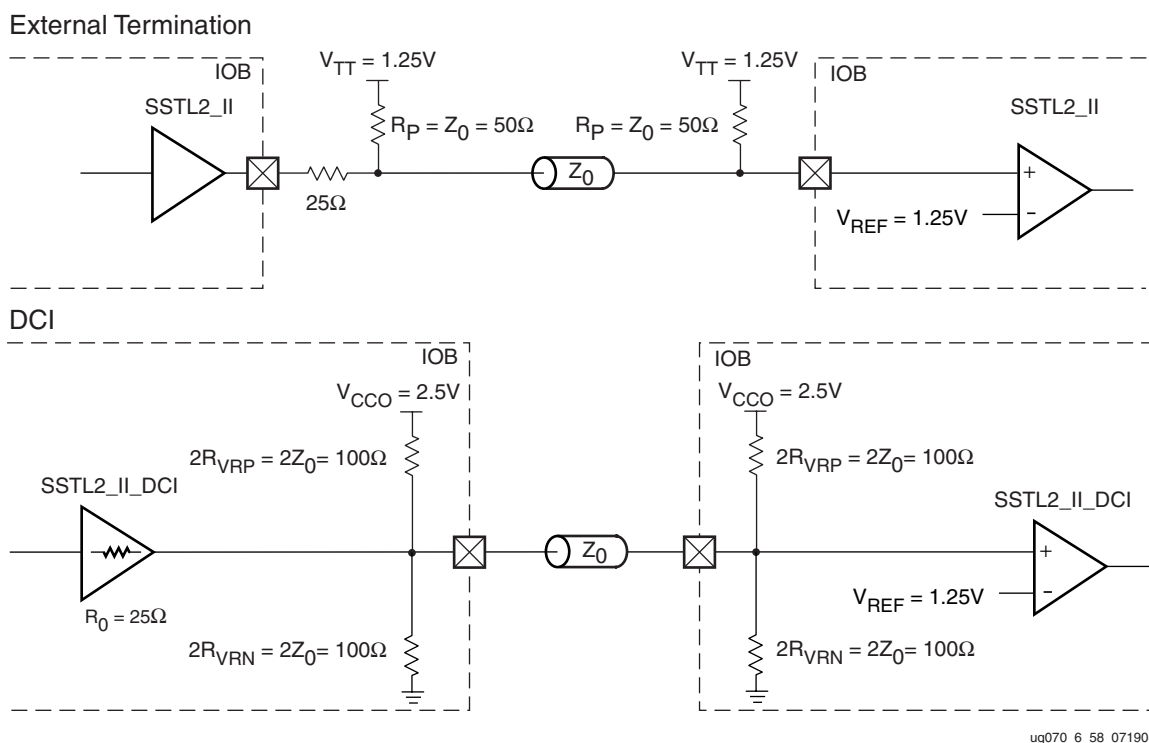 External Termination
IOB
SSTL2_II
V_TT = 1.25V
R_P = Z_0 = 50Ω
25Ω
Z_0
V_TT = 1.25V
R_P = Z_0 = 50Ω
IOB
SSTL2_II
+
V_REF = 1.25V
–
DCI
IOB
V_CCO = 2.5V
2R_VRP = 2Z_0 = 100Ω
SSTL2_II_DCI
R_0 = 25Ω
2R_VRN = 2Z_0 = 100Ω
Z_0
IOB
V_CCO = 2.5V
2R_VRP = 2Z_0 = 100Ω
SSTL2_II_DCI
+
V_REF = 1.25V
–
2R_VRN = 2Z_0 = 100Ω
ug070_6_58_07190